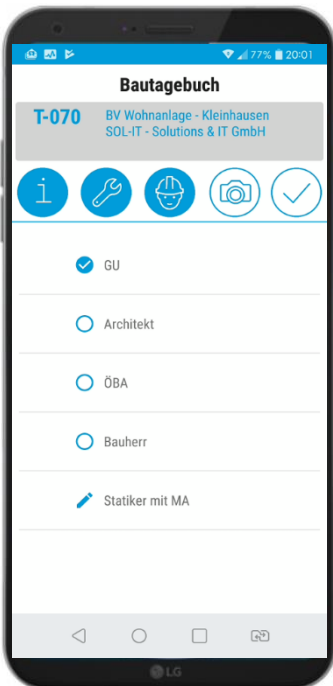 77% 20:01
Bautagebuch
T-070 BV Wohnanlage - Kleinhausen
SOL-IT - Solutions & IT GmbH
i
GU
Architekt
ÖBA
Bauherr
Statiker mit MA
LG